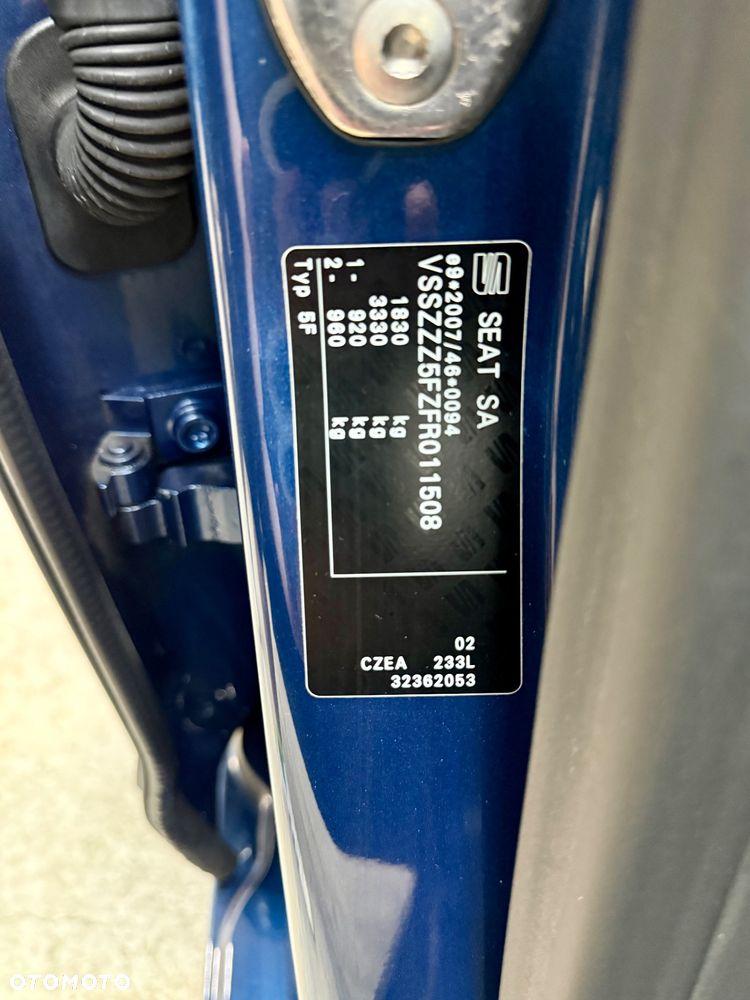 SEAT SA
e9*2007/46*0094
VSSZZZ5FZFR011508
1830 kg
3330 kg
1- 920 kg
2- 960 kg
Typ 5F
02
CZEA 233L
32362053
OTOMOTO